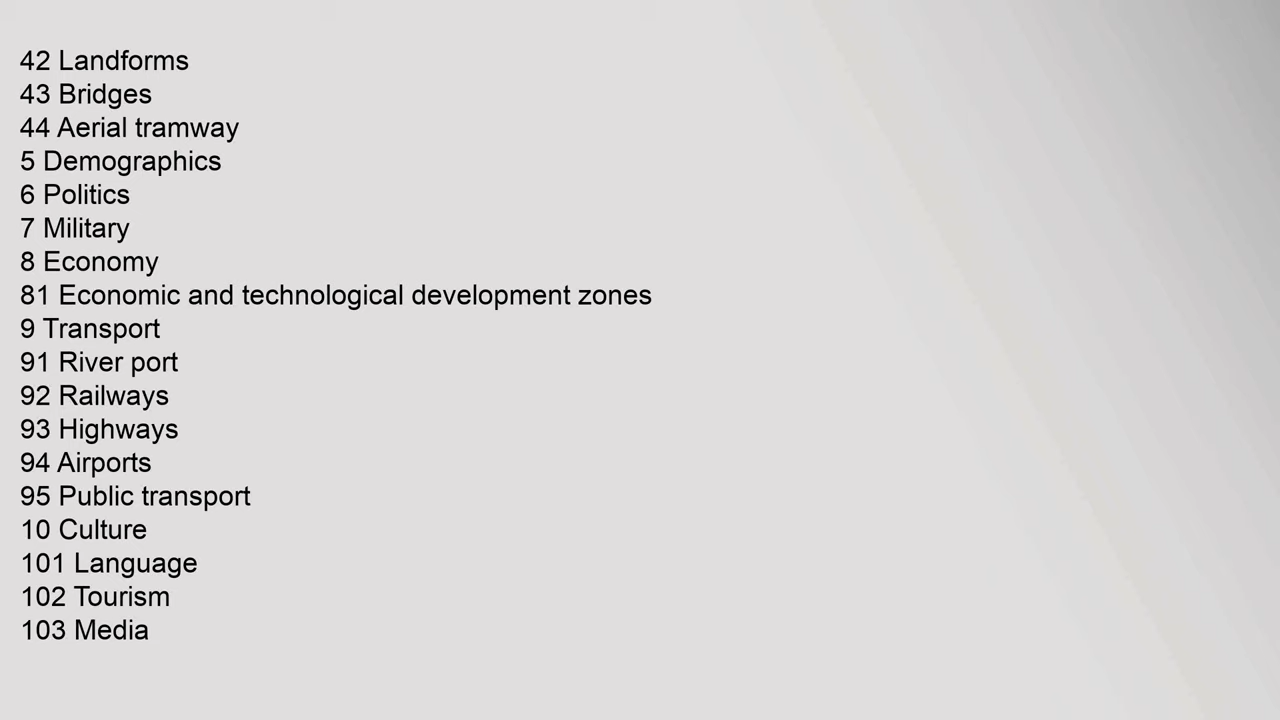 42 Landforms
43 Bridges
44 Aerial tramway
5 Demographics
6 Politics
7 Military
8 Economy
81 Economic and technological development zones
9 Transport
91 River port
92 Railways
93 Highways
94 Airports
95 Public transport
10 Culture
101 Language
102 Tourism
103 Media